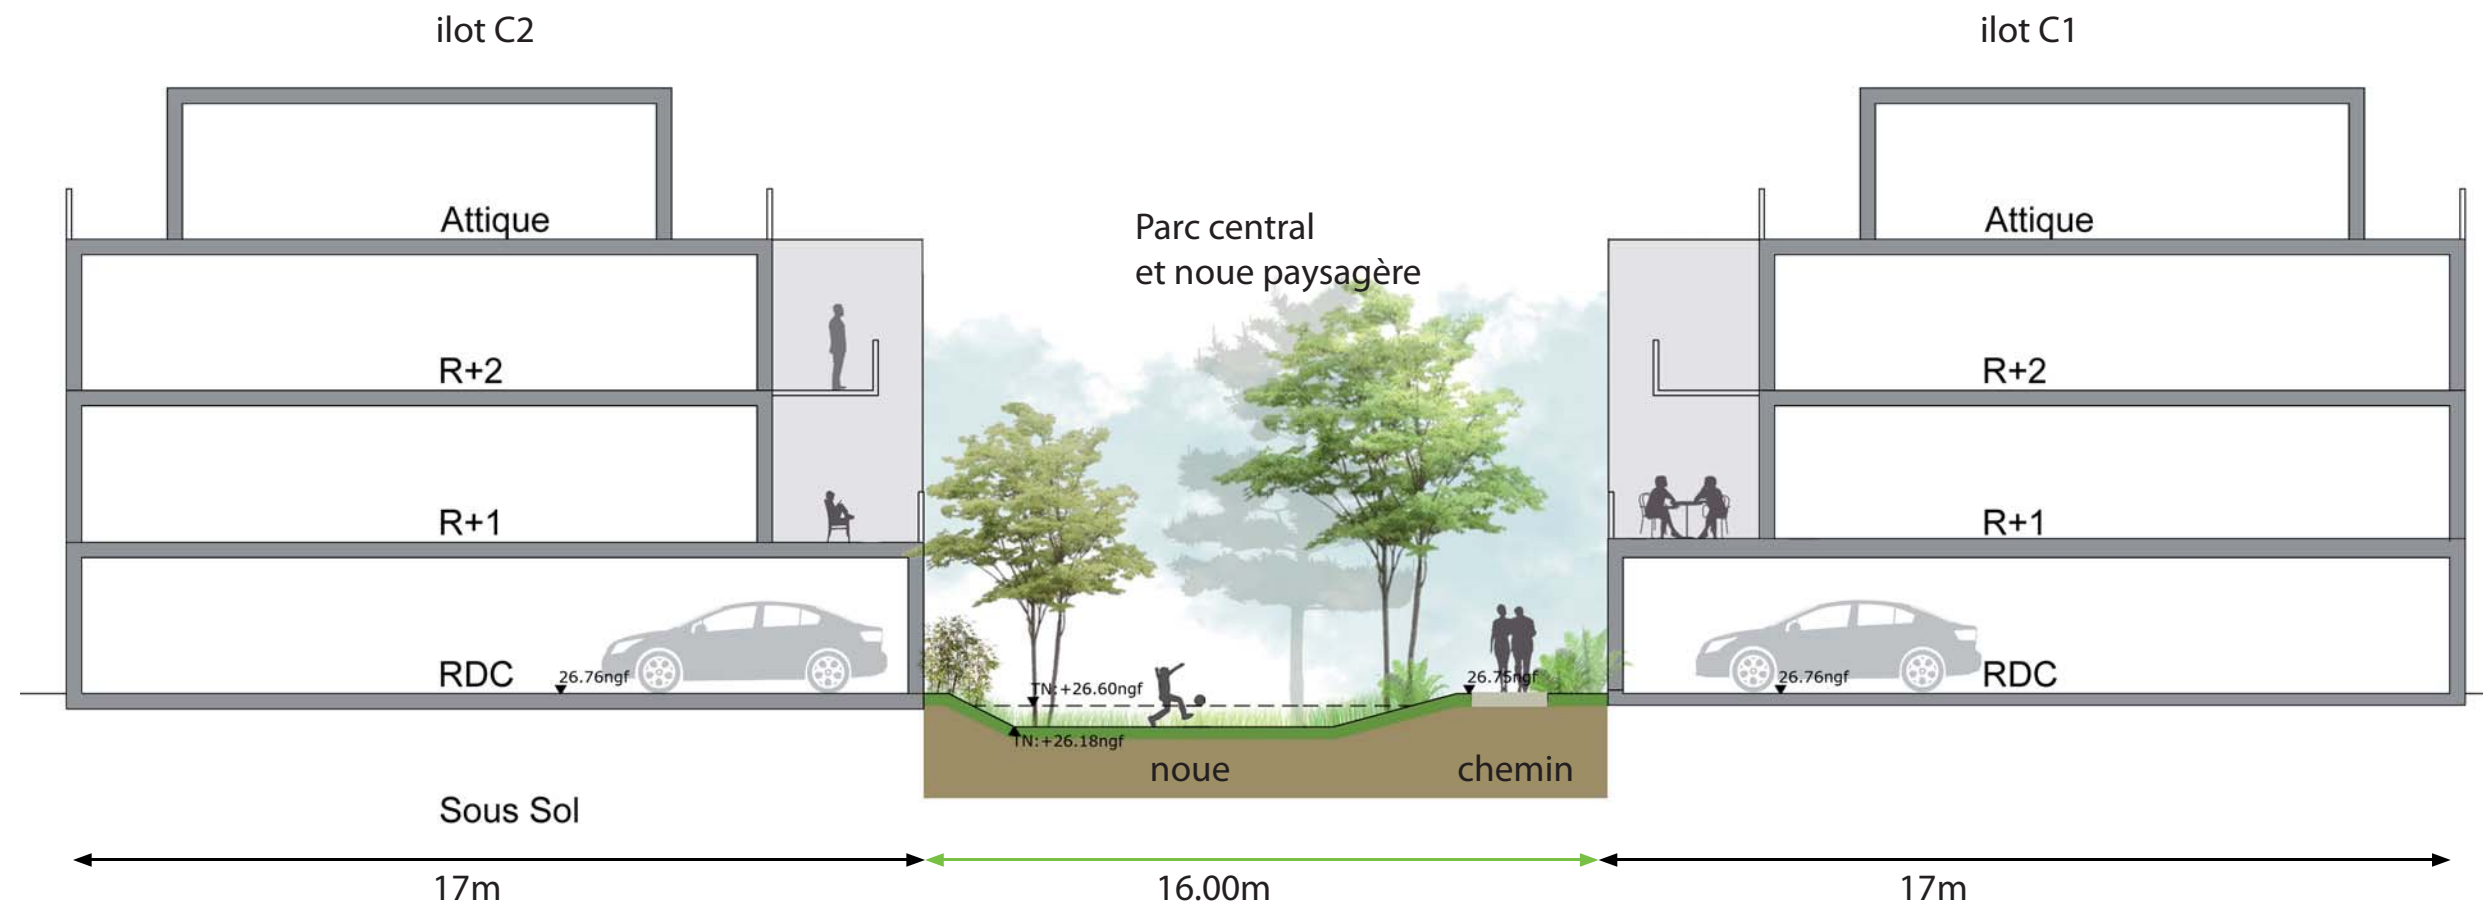 ilot C2
ilot C1
Attique
Attique
Parc central
et noue paysagère
R+2
R+2
R+1
R+1
RDC
26.76ngf
TN:+26.60ngf
26.75ngf
26.76ngf
RDC
TN:+26.18ngf
noue
chemin
Sous Sol
17m
16.00m
17m